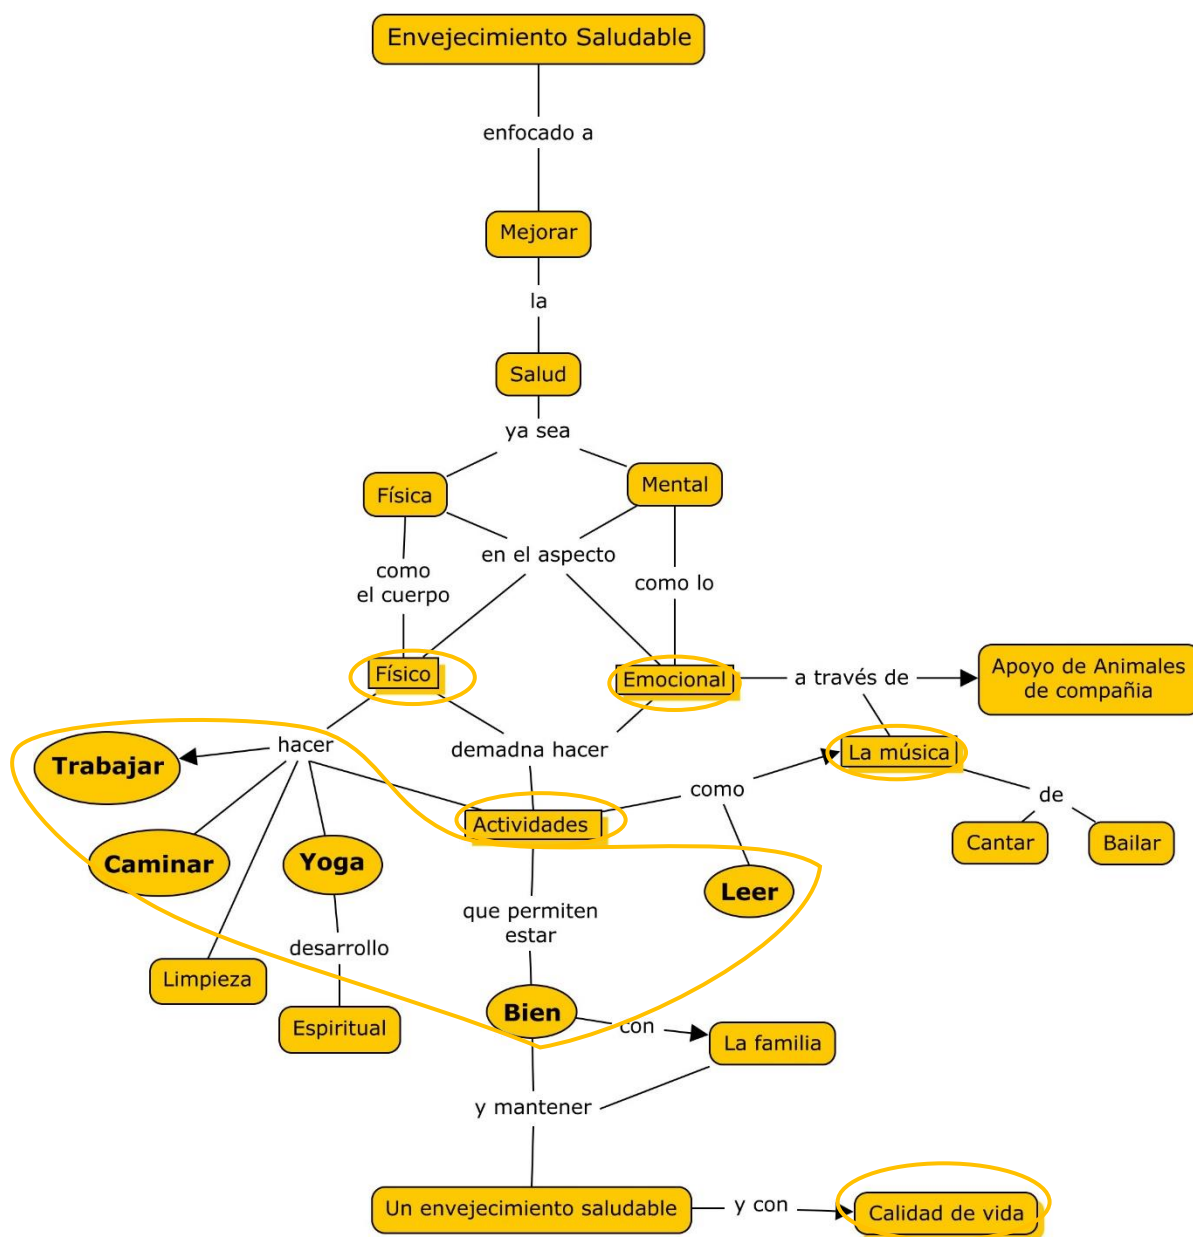 Envejecimiento Saludable
enfocado a
Mejorar
la
Salud
ya sea
Física
Mental
en el aspecto
como
el cuerpo
como lo
Físico
Emocional
a través de
Apoyo de Animales
de compañia
hacer
demadna hacer
La música
Trabajar
como
de
Actividades
Cantar
Bailar
Caminar
Yoga
Leer
que permiten
estar
desarrollo
Limpieza
Bien
Espiritual
con
La familia
y mantener
Un envejecimiento saludable
y con
Calidad de vida